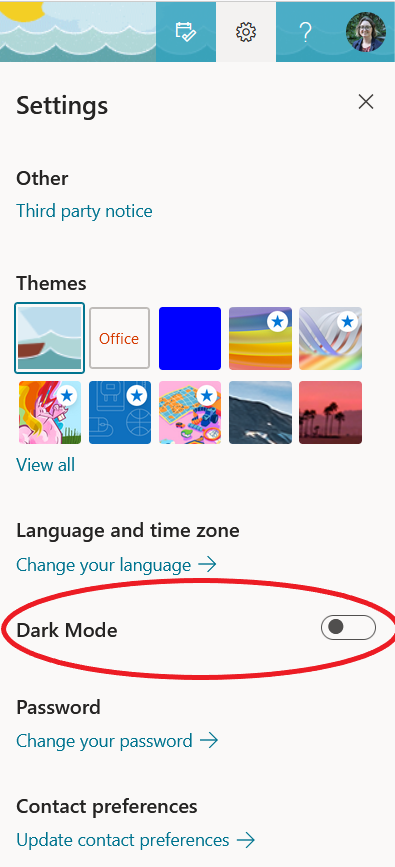 ?
Settings
Other
Third party notice
Themes
Office
View all
Language and time zone
Change your language →
Dark Mode
Password
Change your password →
Contact preferences
Update contact preferences →